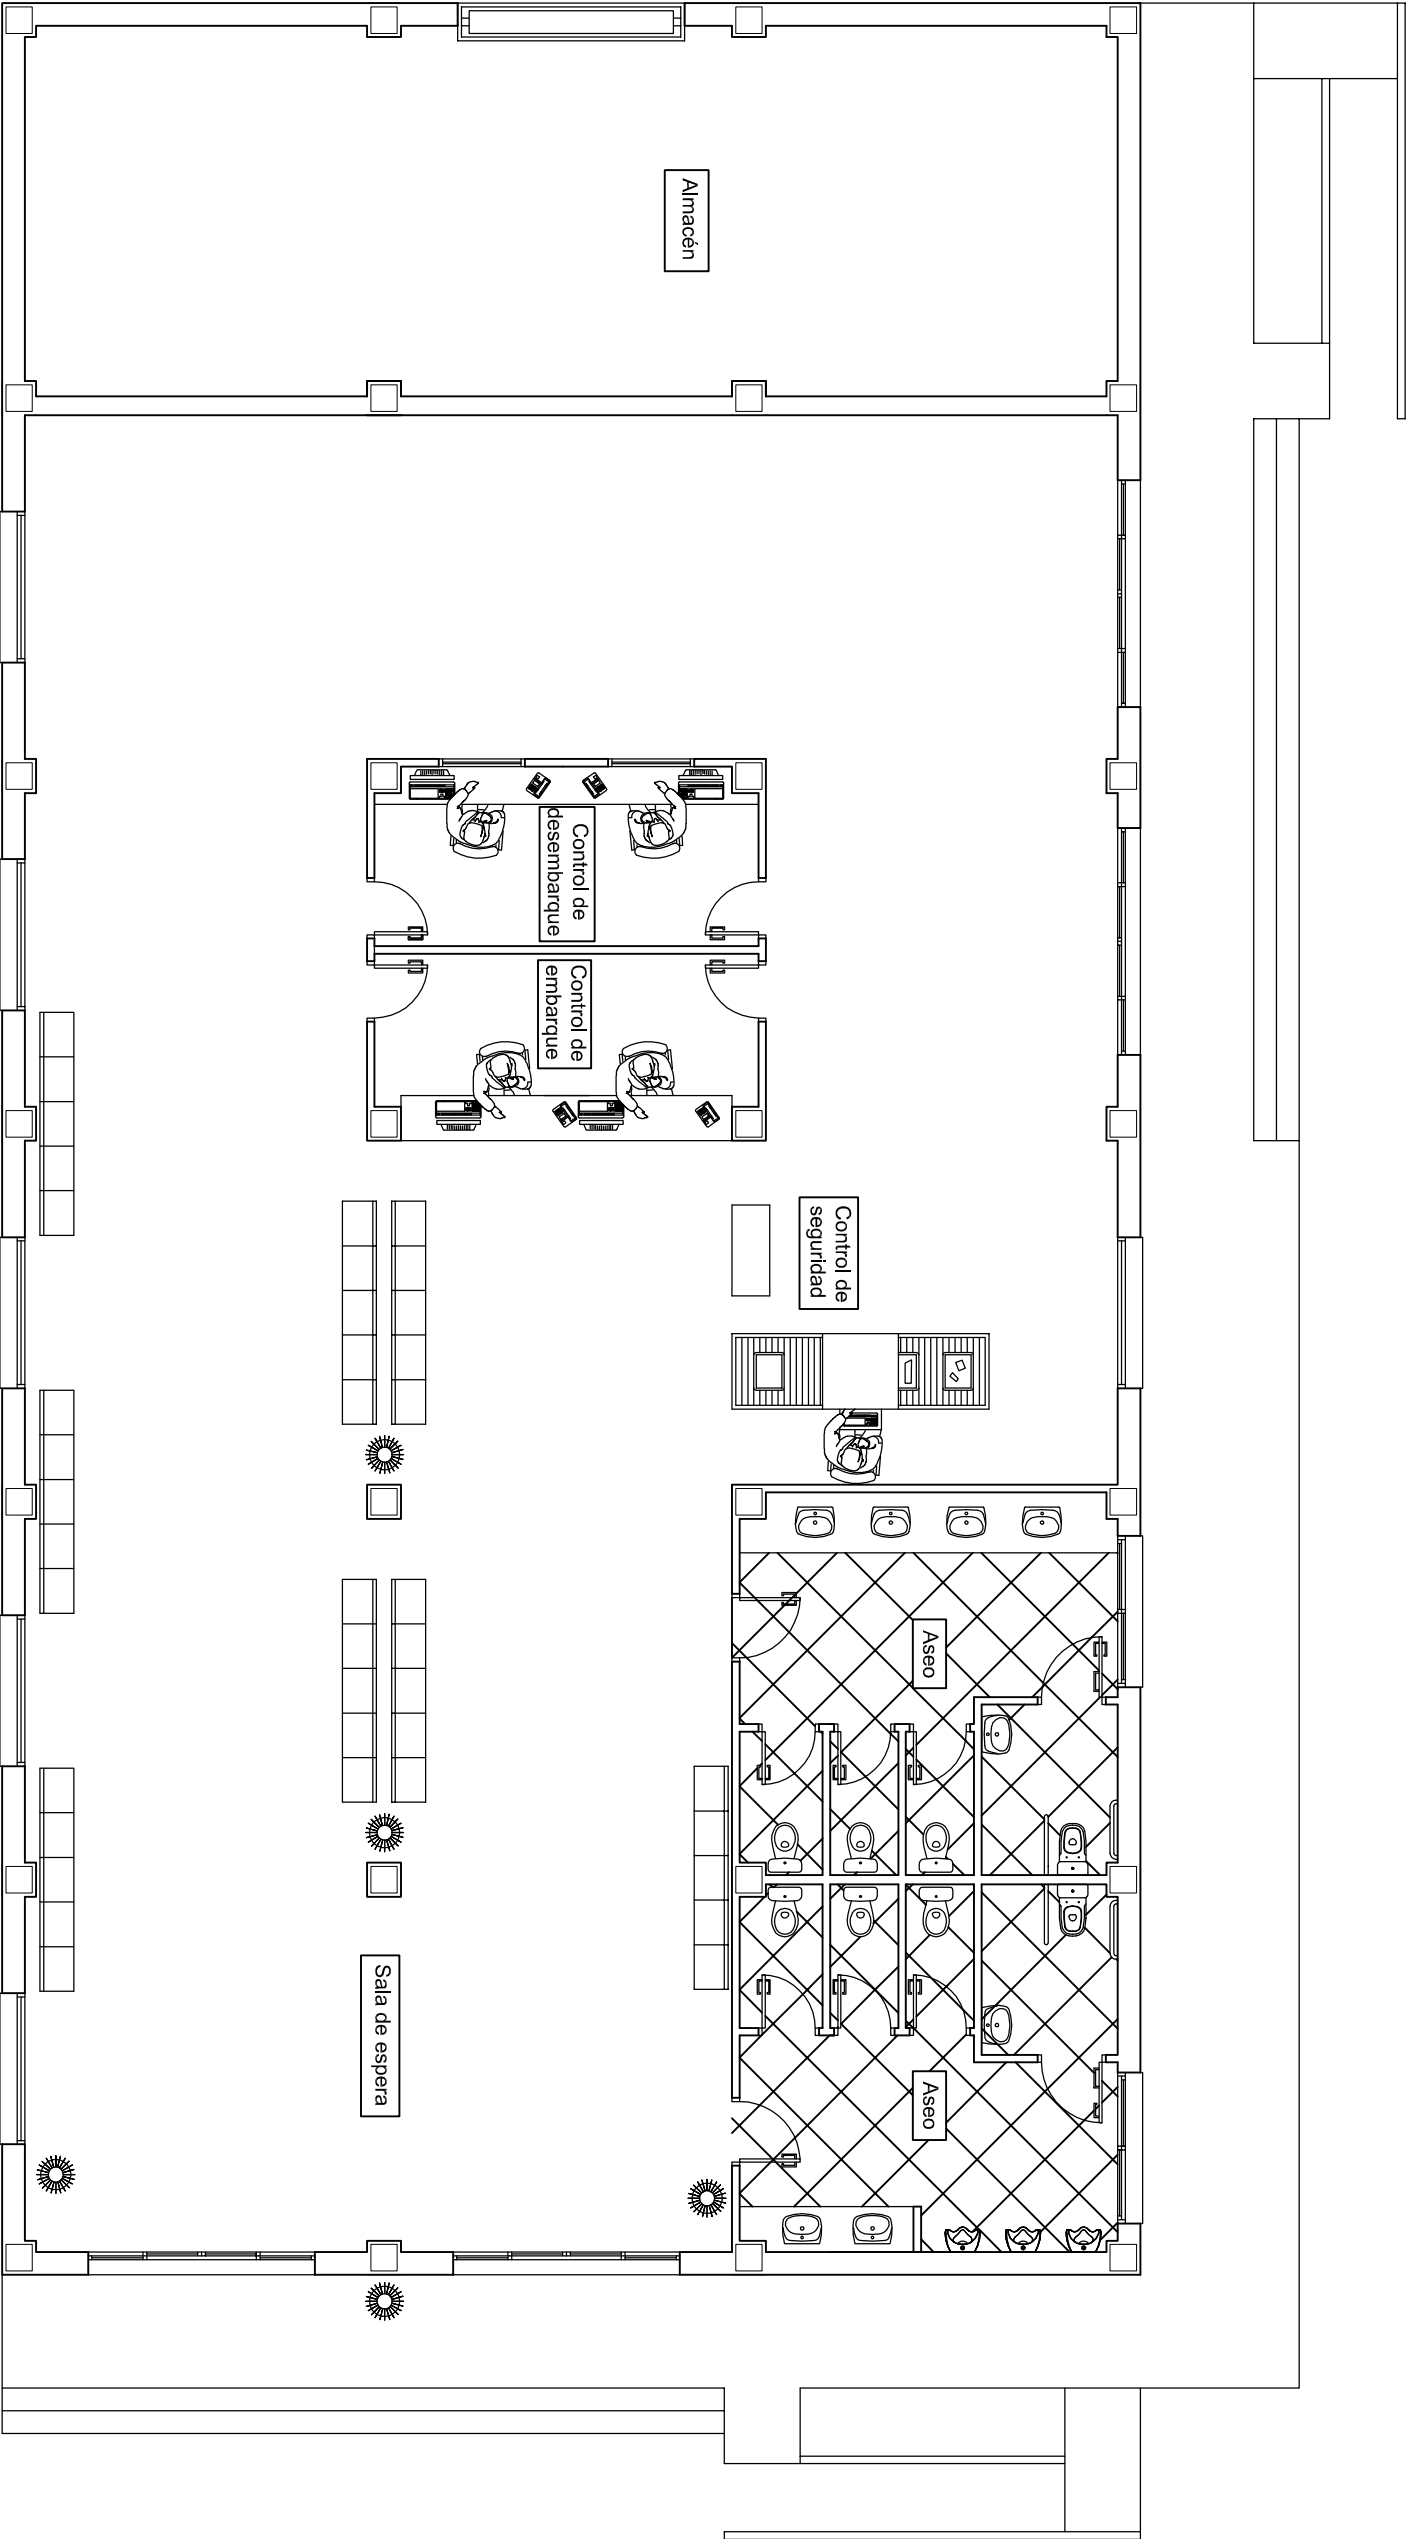 Almacén
Control de
desembarque
Control de
embarque
Control de
seguridad
Aseo
Sala de espera
Aseo